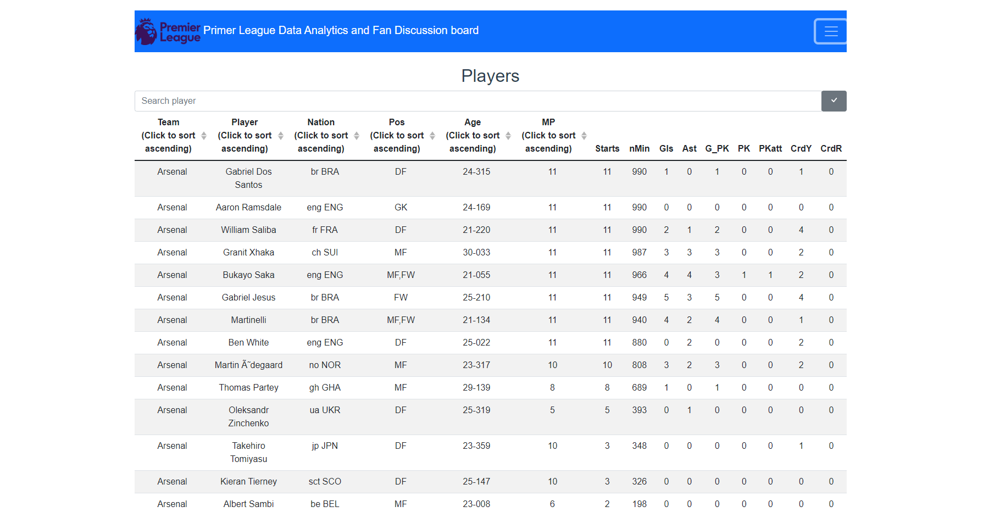 Premier
League
Primer League Data Analytics and Fan Discussion board
Players
Search player
Team (Click to sort ascending) Player (Click to sort ascending) Nation (Click to sort ascending) Pos (Click to sort ascending) Age (Click to sort ascending) MP (Click to sort ascending) Starts nMin Gls Ast G_PK PK PKatt CrdY CrdR
Arsenal Gabriel Dos Santos br BRA DF 24-315 11 11 990 1 0 1 0 0 1 0
Arsenal Aaron Ramsdale eng ENG GK 24-169 11 11 990 0 0 0 0 0 0 0
Arsenal William Saliba fr FRA DF 21-220 11 11 990 2 1 2 0 0 4 0
Arsenal Granit Xhaka ch SUI MF 30-033 11 11 987 3 3 3 0 0 2 0
Arsenal Bukayo Saka eng ENG MF,FW 21-055 11 11 966 4 4 3 1 1 2 0
Arsenal Gabriel Jesus br BRA FW 25-210 11 11 949 5 3 5 0 0 4 0
Arsenal Martinelli br BRA MF,FW 21-134 11 11 940 4 2 4 0 0 1 0
Arsenal Ben White eng ENG DF 25-022 11 11 880 0 2 0 0 0 2 0
Arsenal Martin Ã˜degaard no NOR MF 23-317 10 10 808 3 2 3 0 0 2 0
Arsenal Thomas Partey gh GHA MF 29-139 8 8 689 1 0 1 0 0 0 0
Arsenal Oleksandr Zinchenko ua UKR DF 25-319 5 5 393 0 1 0 0 0 0 0
Arsenal Takehiro Tomiyasu jp JPN DF 23-359 10 3 348 0 0 0 0 0 1 0
Arsenal Kieran Tierney sct SCO DF 25-147 10 3 326 0 0 0 0 0 0 0
Arsenal Albert Sambi be BEL MF 23-008 6 2 198 0 0 0 0 0 0 0